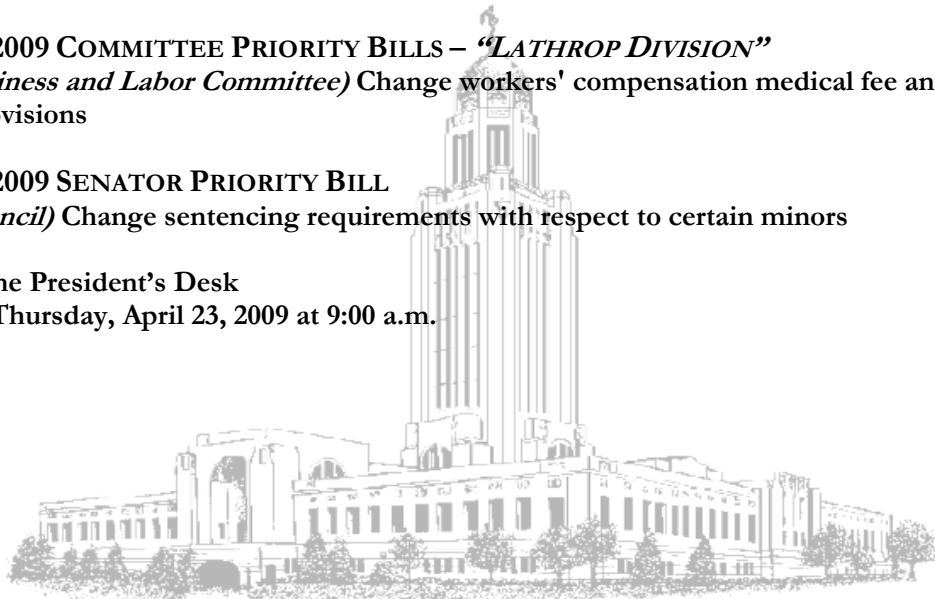 2009 COMMITTEE PRIORITY BILLS – “LATHROP DIVISION”
iness and Labor Committee) Change workers' compensation medical fee an
ovisions
2009 SENATOR PRIORITY BILL
ncil) Change sentencing requirements with respect to certain minors
he President’s Desk
Thursday, April 23, 2009 at 9:00 a.m.